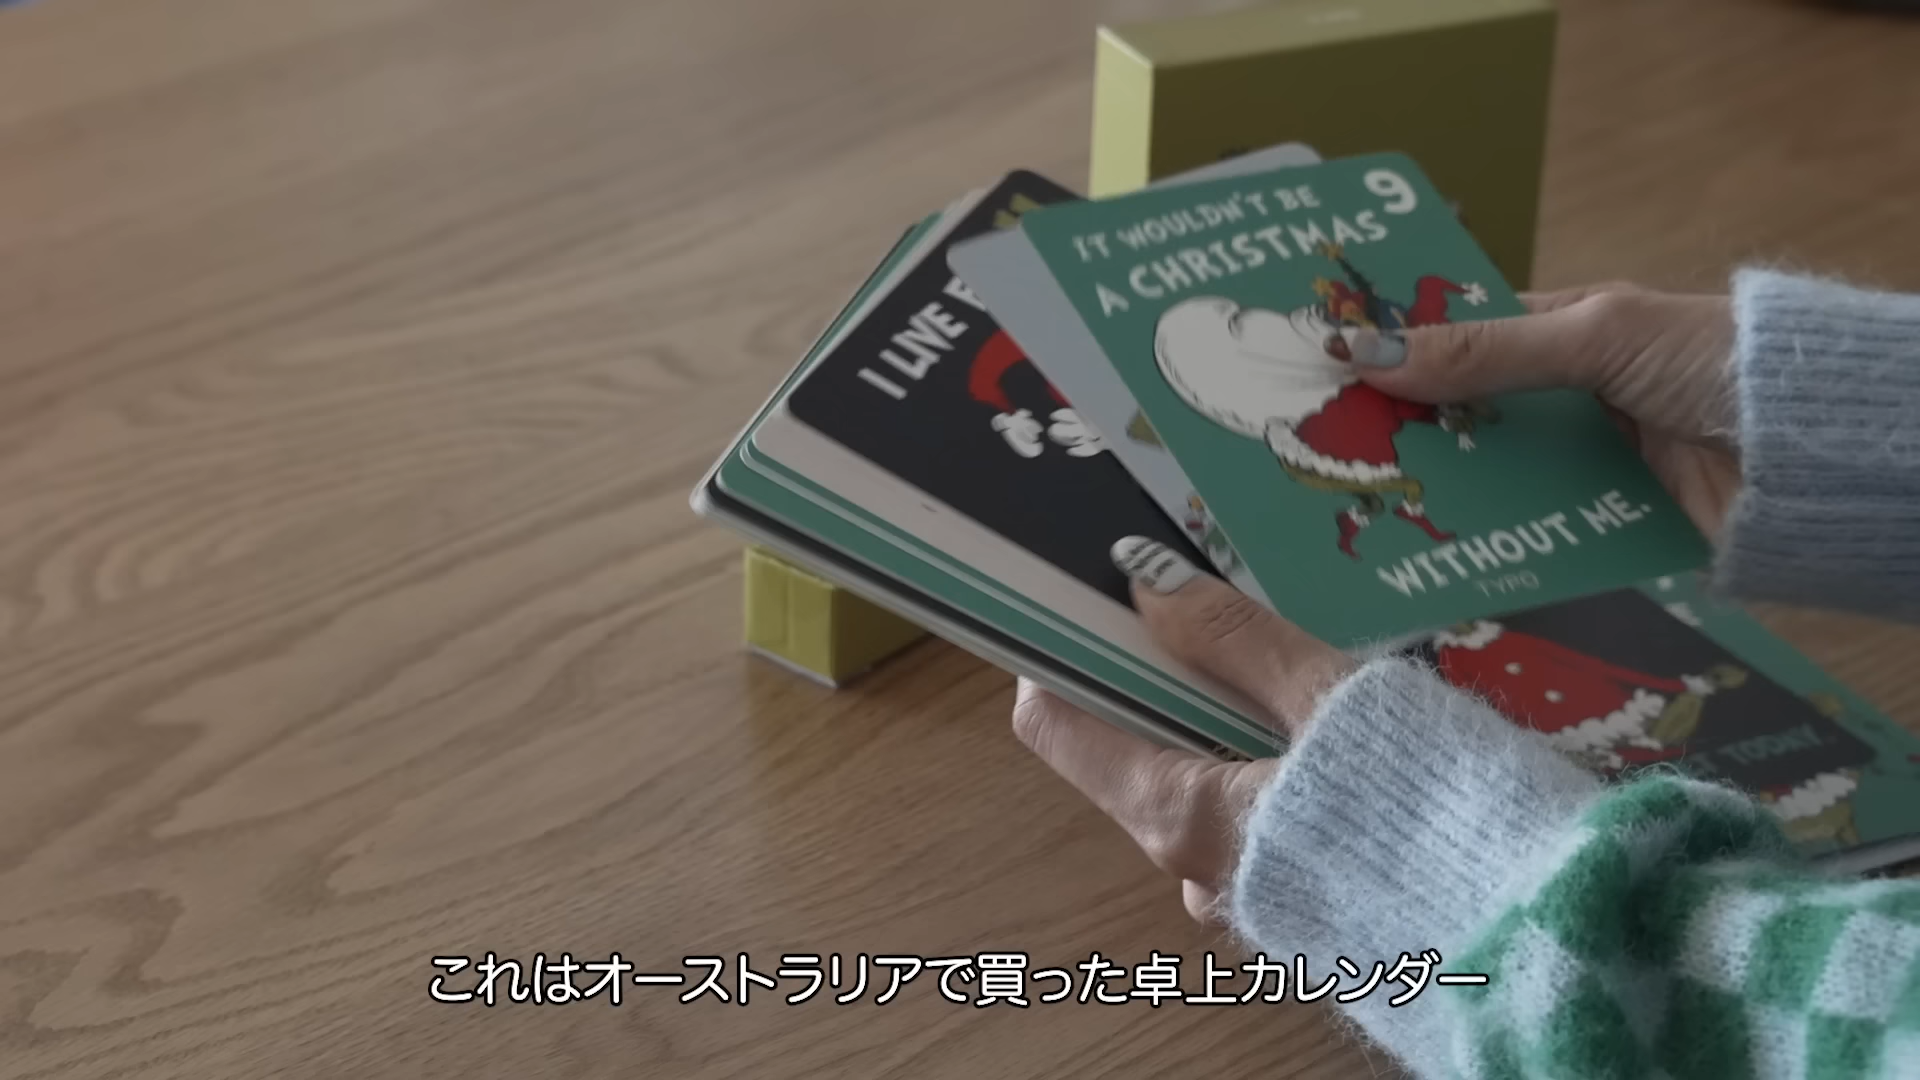 IT WOULDN'T BE
A CHRISTMAS
9
WITHOUT ME.
TYPO
I LIVE
TODAY.
これはオーストラリアで買った卓上カレンダー